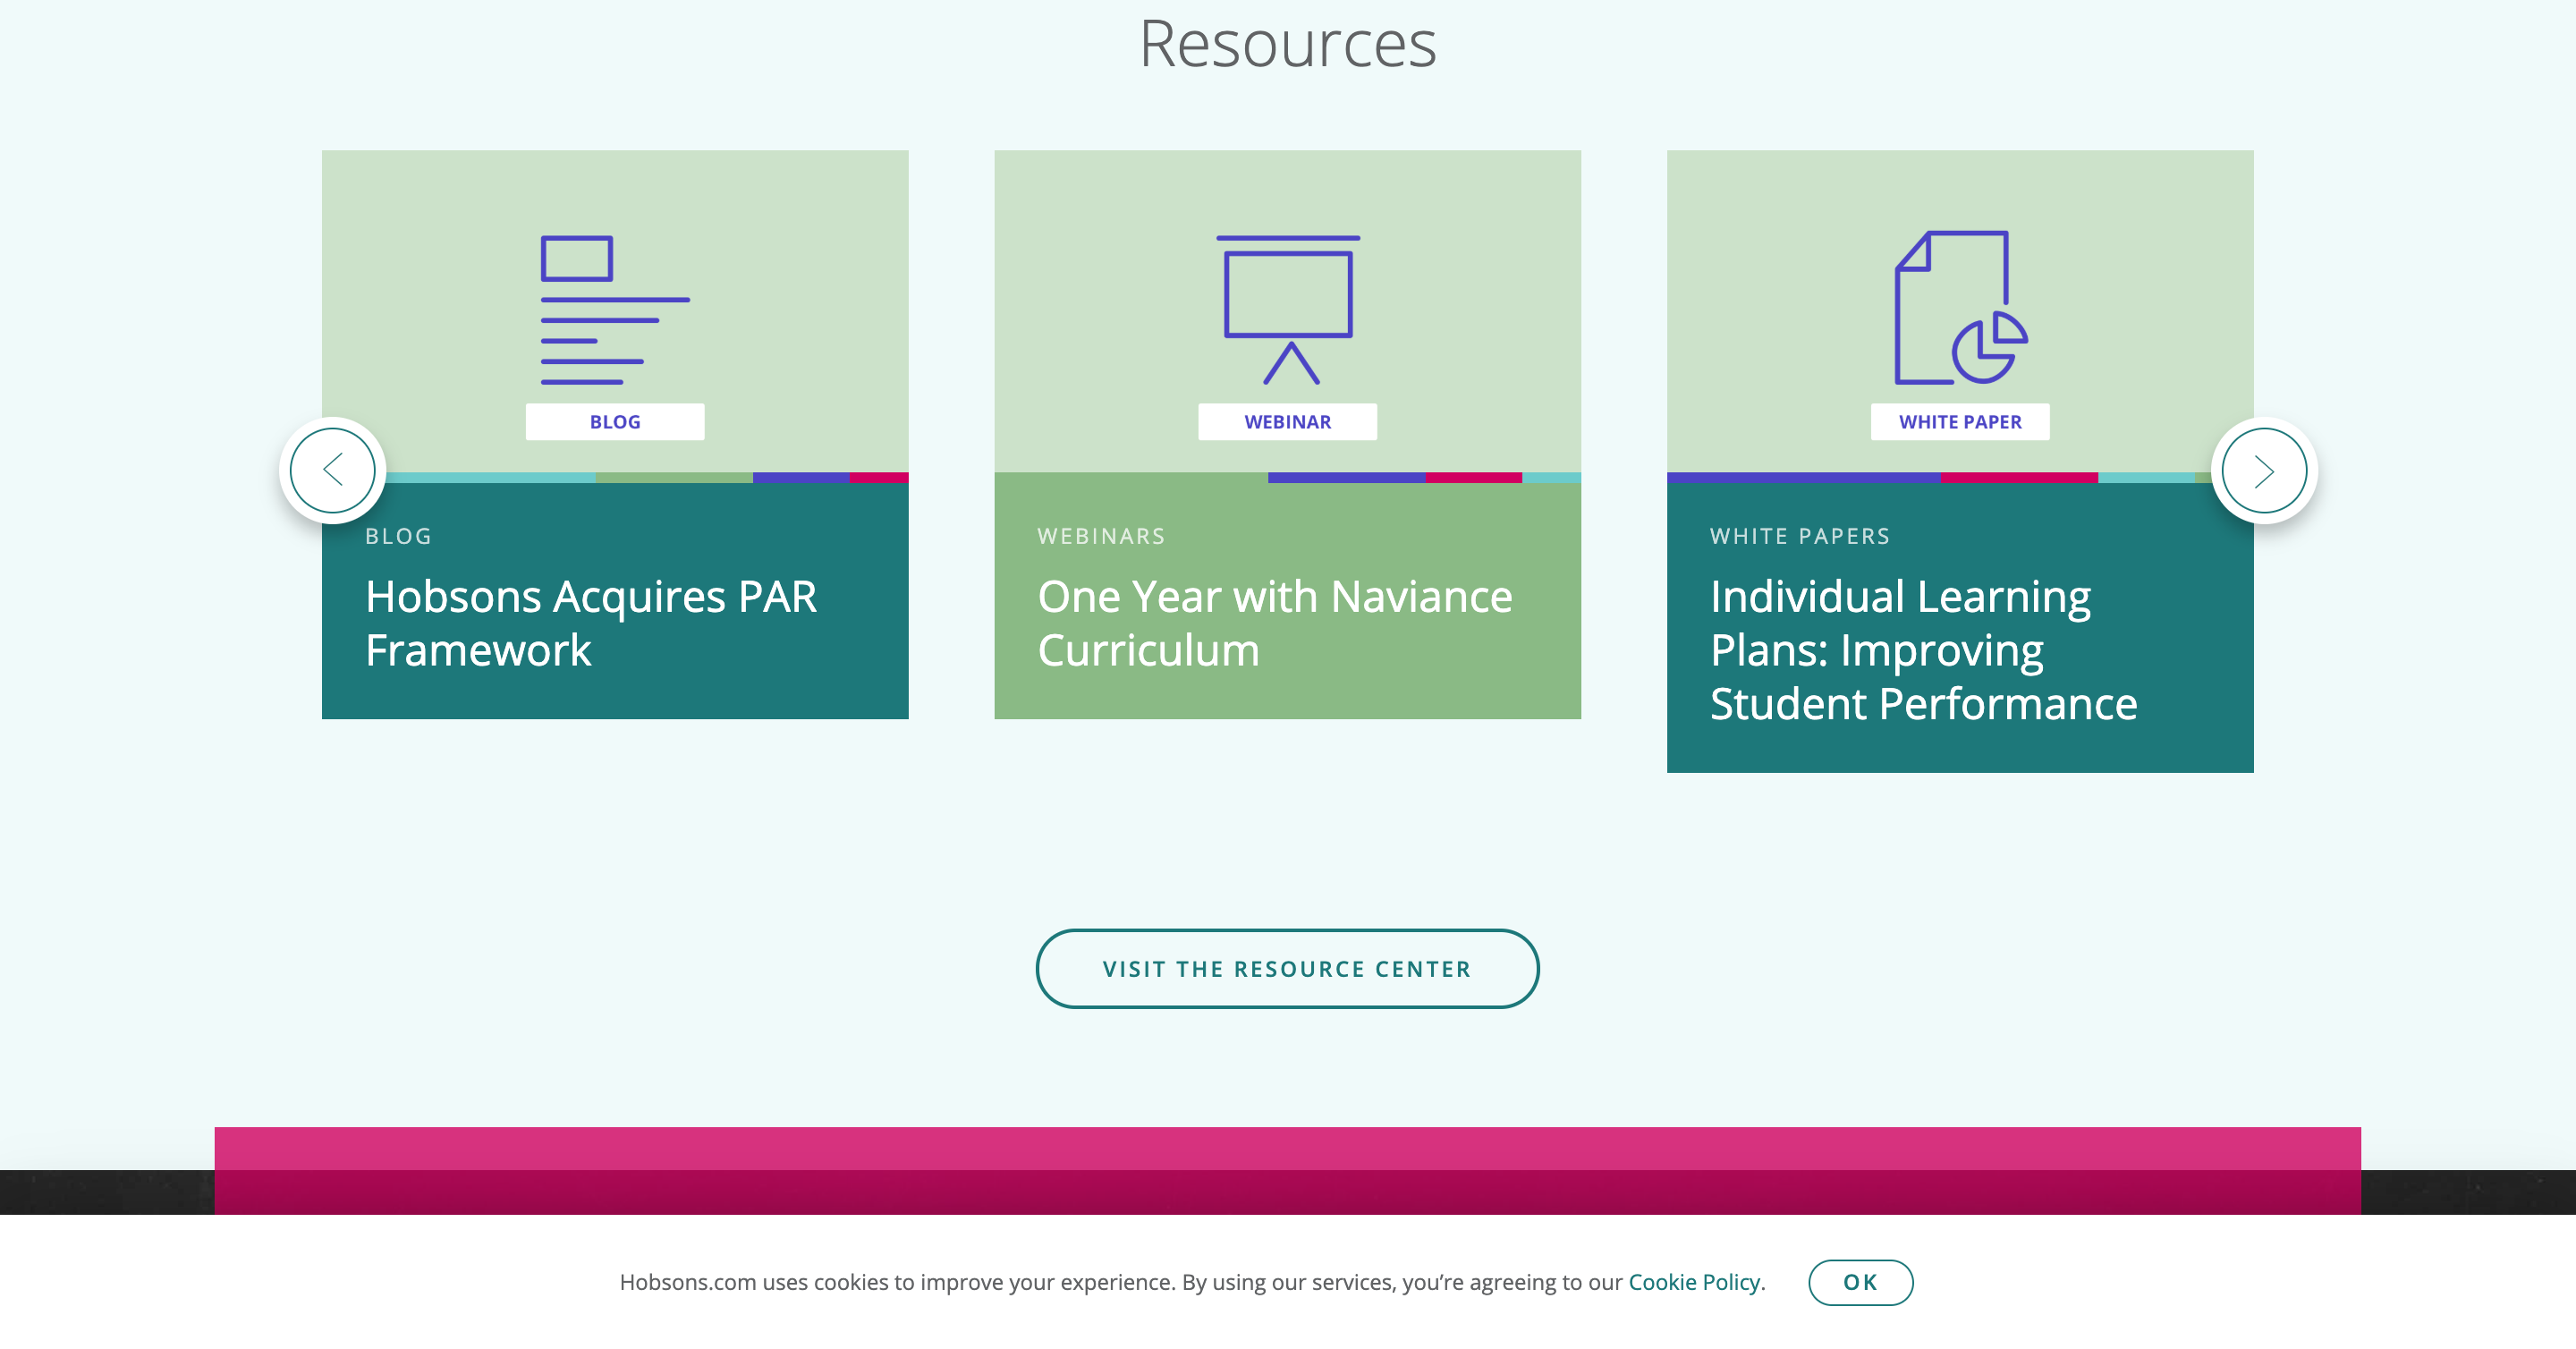 Resources
BLOG
BLOG
Hobsons Acquires PAR
Framework
WEBINAR
WEBINARS
One Year with Naviance
Curriculum
WHITE PAPER
WHITE PAPERS
Individual Learning
Plans: Improving
Student Performance
VISIT THE RESOURCE CENTER
Hobsons.com uses cookies to improve your experience. By using our services, you’re agreeing to our Cookie Policy.
OK